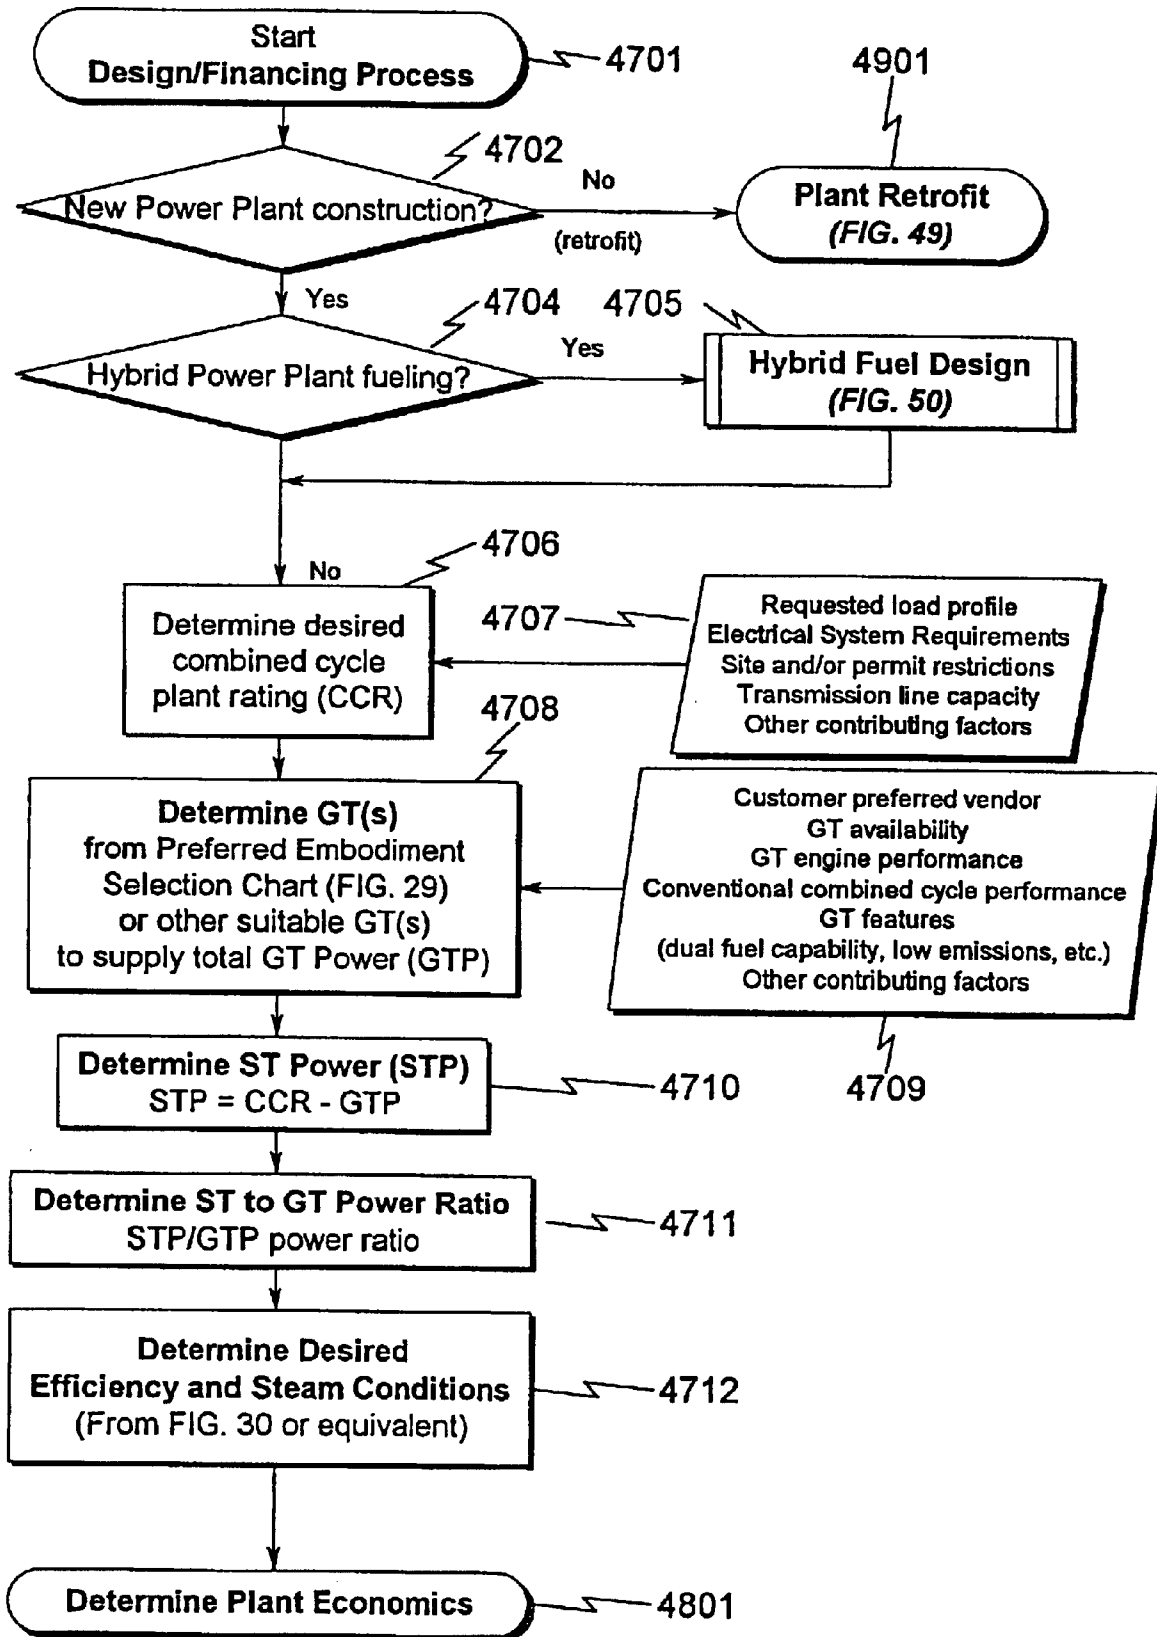 Start
Design/Financing Process
4701
4901
4702
New Power Plant construction?
No
(retrofit)
Plant Retrofit
(FIG. 49)
Yes
4704
4705
Hybrid Power Plant fueling?
Yes
Hybrid Fuel Design
(FIG. 50)
No
4706
Determine desired
combined cycle
plant rating (CCR)
4707
Requested load profile
Electrical System Requirements
Site and/or permit restrictions
Transmission line capacity
Other contributing factors
4708
Determine GT(s)
from Preferred Embodiment
Selection Chart (FIG. 29)
or other suitable GT(s)
to supply total GT Power (GTP)
Customer preferred vendor
GT availability
GT engine performance
Conventional combined cycle performance
GT features
(dual fuel capability, low emissions, etc.)
Other contributing factors
4709
Determine ST Power (STP)
STP = CCR - GTP
4710
Determine ST to GT Power Ratio
STP/GTP power ratio
4711
Determine Desired
Efficiency and Steam Conditions
(From FIG. 30 or equivalent)
4712
Determine Plant Economics
4801